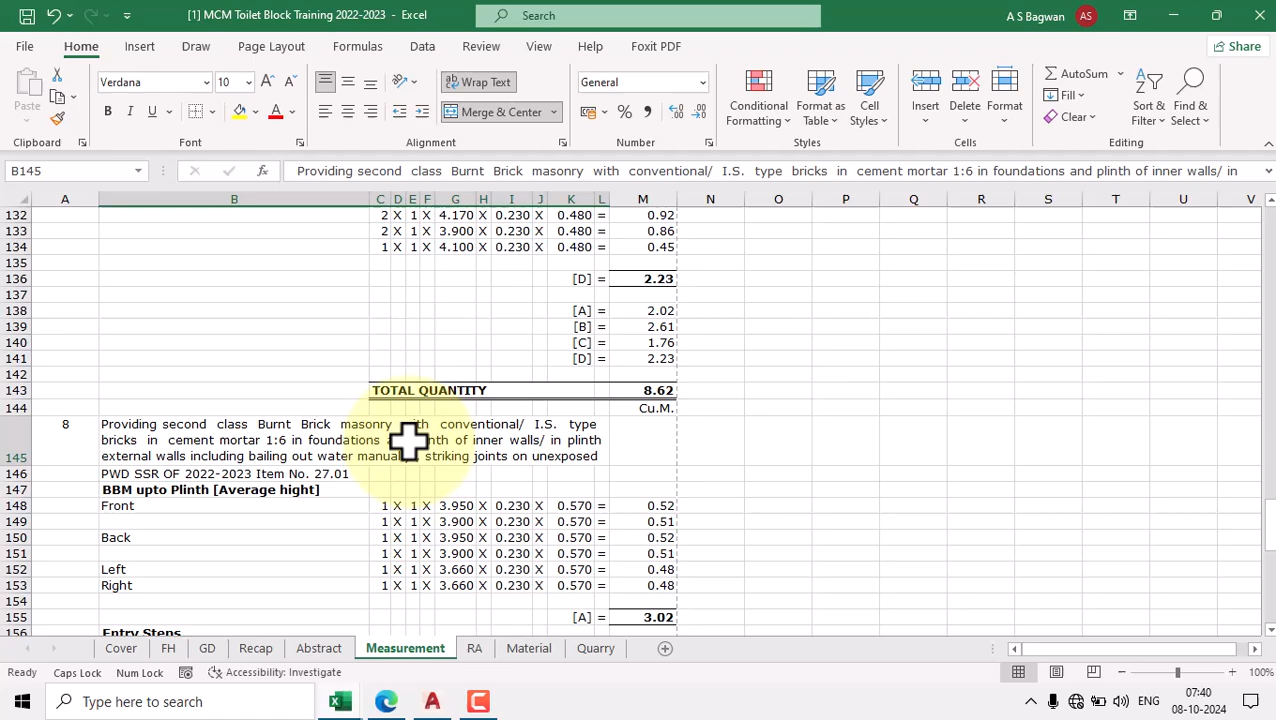 [1] MCM Toilet Block Training 2022-2023 - Excel
Search
A S Bagwan AS
File Home Insert Draw Page Layout Formulas Data Review View Help Foxit PDF Share
Verdana 10 Wrap Text General AutoSum
Paste B I U Merge & Center Conditional Formatting Format as Table Cell Styles Insert Delete Format Fill Clear Sort & Filter Find & Select
Clipboard Font Alignment Number Styles Cells Editing
B145 fx Providing second class Burnt Brick masonry with conventional/ I.S. type bricks in cement mortar 1:6 in foundations and plinth of inner walls/ in
A B C D E F G H I J K L M N O P Q R S T U V
132 2 X 1 X 4.170 X 0.230 X 0.480 = 0.92
133 2 X 1 X 3.900 X 0.230 X 0.480 = 0.86
134 1 X 1 X 4.100 X 0.230 X 0.480 = 0.45
135
136 [D] = 2.23
137
138 [A] = 2.02
139 [B] = 2.61
140 [C] = 1.76
141 [D] = 2.23
142
143 TOTAL QUANTITY 8.62
144 Cu.M.
8 Providing second class Burnt Brick masonry with conventional/ I.S. type
bricks in cement mortar 1:6 in foundations and plinth of inner walls/ in plinth
145 external walls including bailing out water manually, striking joints on unexposed
146 PWD SSR OF 2022-2023 Item No. 27.01
147 BBM upto Plinth [Average hight]
148 Front 1 X 1 X 3.950 X 0.230 X 0.570 = 0.52
149 1 X 1 X 3.900 X 0.230 X 0.570 = 0.51
150 Back 1 X 1 X 3.950 X 0.230 X 0.570 = 0.52
151 1 X 1 X 3.900 X 0.230 X 0.570 = 0.51
152 Left 1 X 1 X 3.660 X 0.230 X 0.570 = 0.48
153 Right 1 X 1 X 3.660 X 0.230 X 0.570 = 0.48
154
155 [A] = 3.02
156 Entry Steps
Cover FH GD Recap Abstract Measurement RA Material Quarry
Ready Caps Lock Num Lock Accessibility: Investigate 100%
Type here to search 07:40
08-10-2024